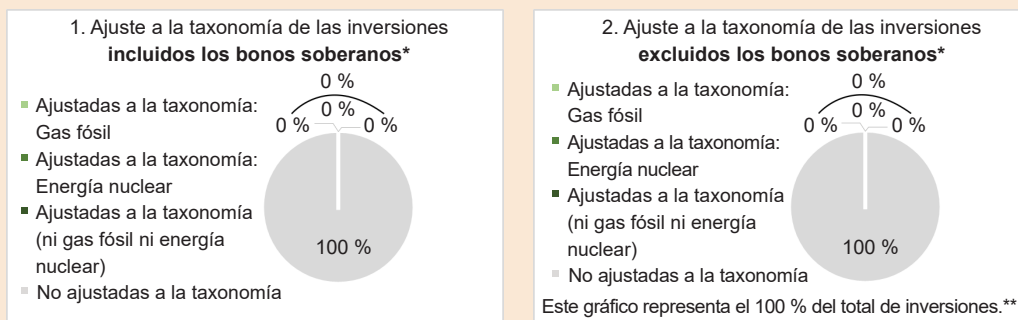 1. Ajuste a la taxonomía de las inversiones
incluidos los bonos soberanos*
0 %
0 %
0 %
0 %
Ajustadas a la taxonomía:
Gas fósil
Ajustadas a la taxonomía:
Energía nuclear
Ajustadas a la taxonomía
(ni gas fósil ni energía
nuclear)
No ajustadas a la taxonomía
100 %
2. Ajuste a la taxonomía de las inversiones
excluidos los bonos soberanos*
0 %
0 %
0 %
0 %
Ajustadas a la taxonomía:
Gas fósil
Ajustadas a la taxonomía:
Energía nuclear
Ajustadas a la taxonomía
(ni gas fósil ni energía
nuclear)
No ajustadas a la taxonomía
100 %
Este gráfico representa el 100 % del total de inversiones.**